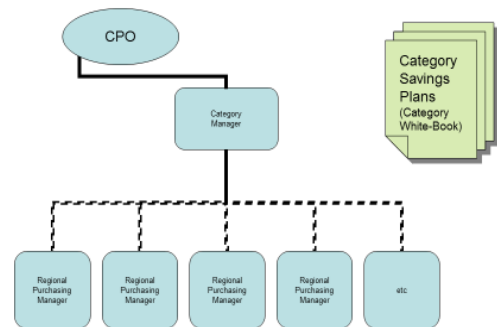 CPO
Category
Savings
Plans
(Category
White-Book)
Category
Manager
Regional
Purchasing
Manager
Regional
Purchasing
Manager
Regional
Purchasing
Manager
Regional
Purchasing
Manager
etc